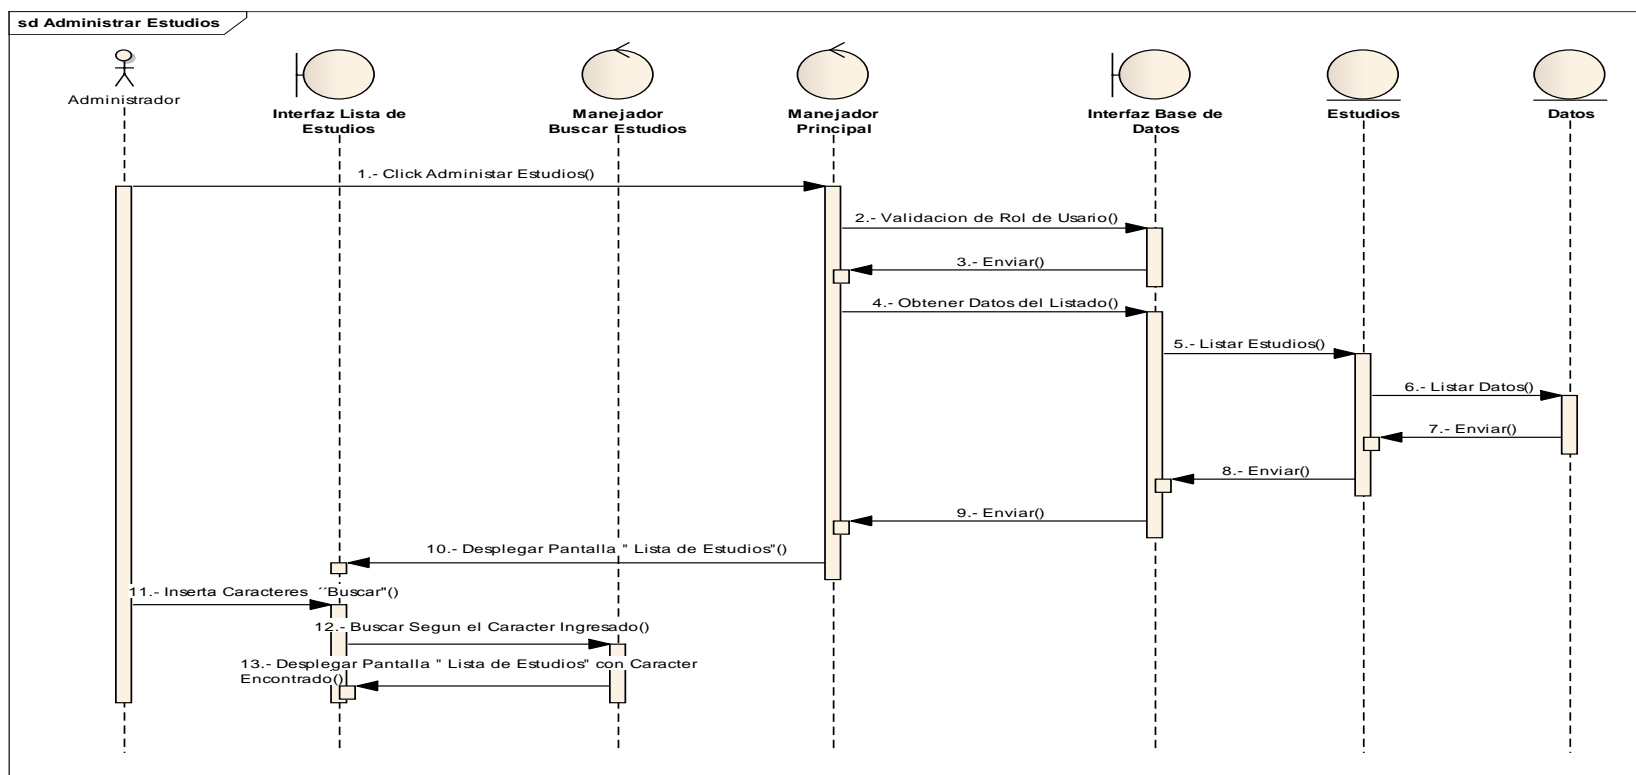 sd Administrar Estudios
Administrador
Interfaz Lista de
Estudios
Manejador
Buscar Estudios
Manejador
Principal
Interfaz Base de
Datos
Estudios
Datos
1.- Click Administar Estudios()
2.- Validacion de Rol de Usario()
3.- Enviar()
4.- Obtener Datos del Listado()
5.- Listar Estudios()
6.- Listar Datos()
7.- Enviar()
8.- Enviar()
9.- Enviar()
10.- Desplegar Pantalla " Lista de Estudios"()
11.- Inserta Caracteres ´´Buscar"()
12.- Buscar Segun el Caracter Ingresado()
13.- Desplegar Pantalla " Lista de Estudios" con Caracter
Encontrado()